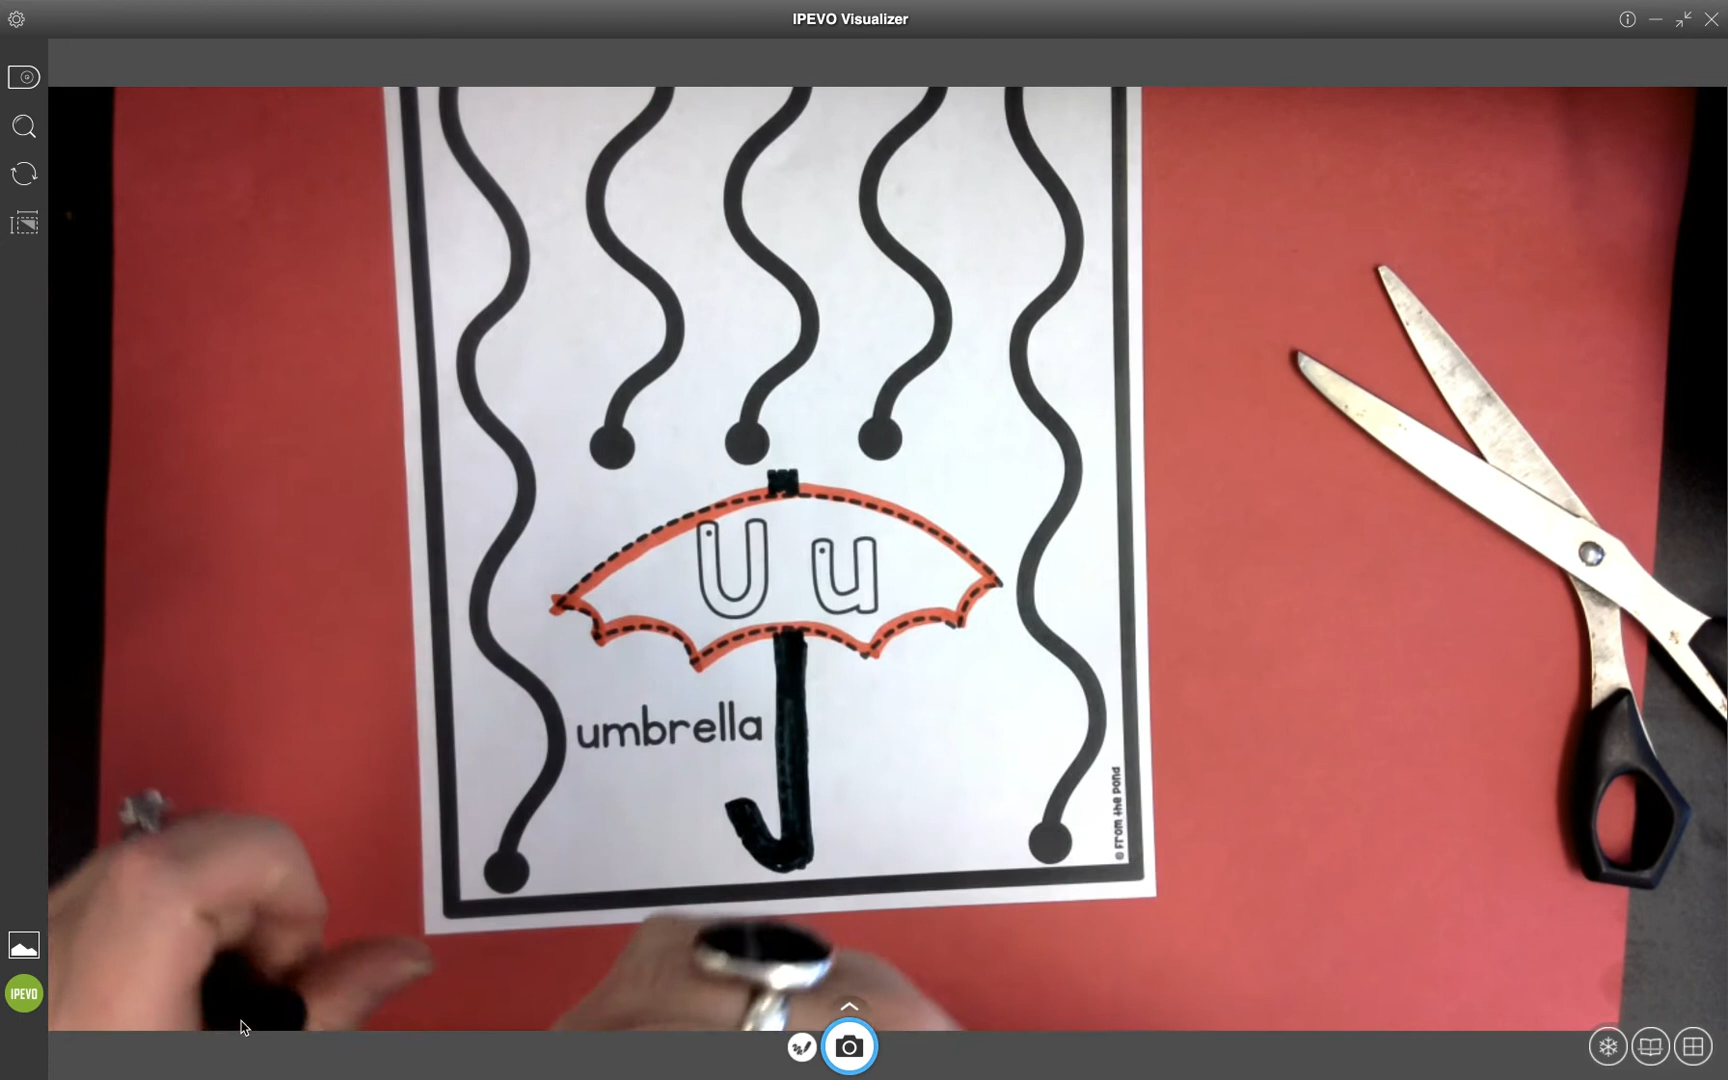 IPEVO Visualizer
U u
umbrella
© From the Pond
IPEVO